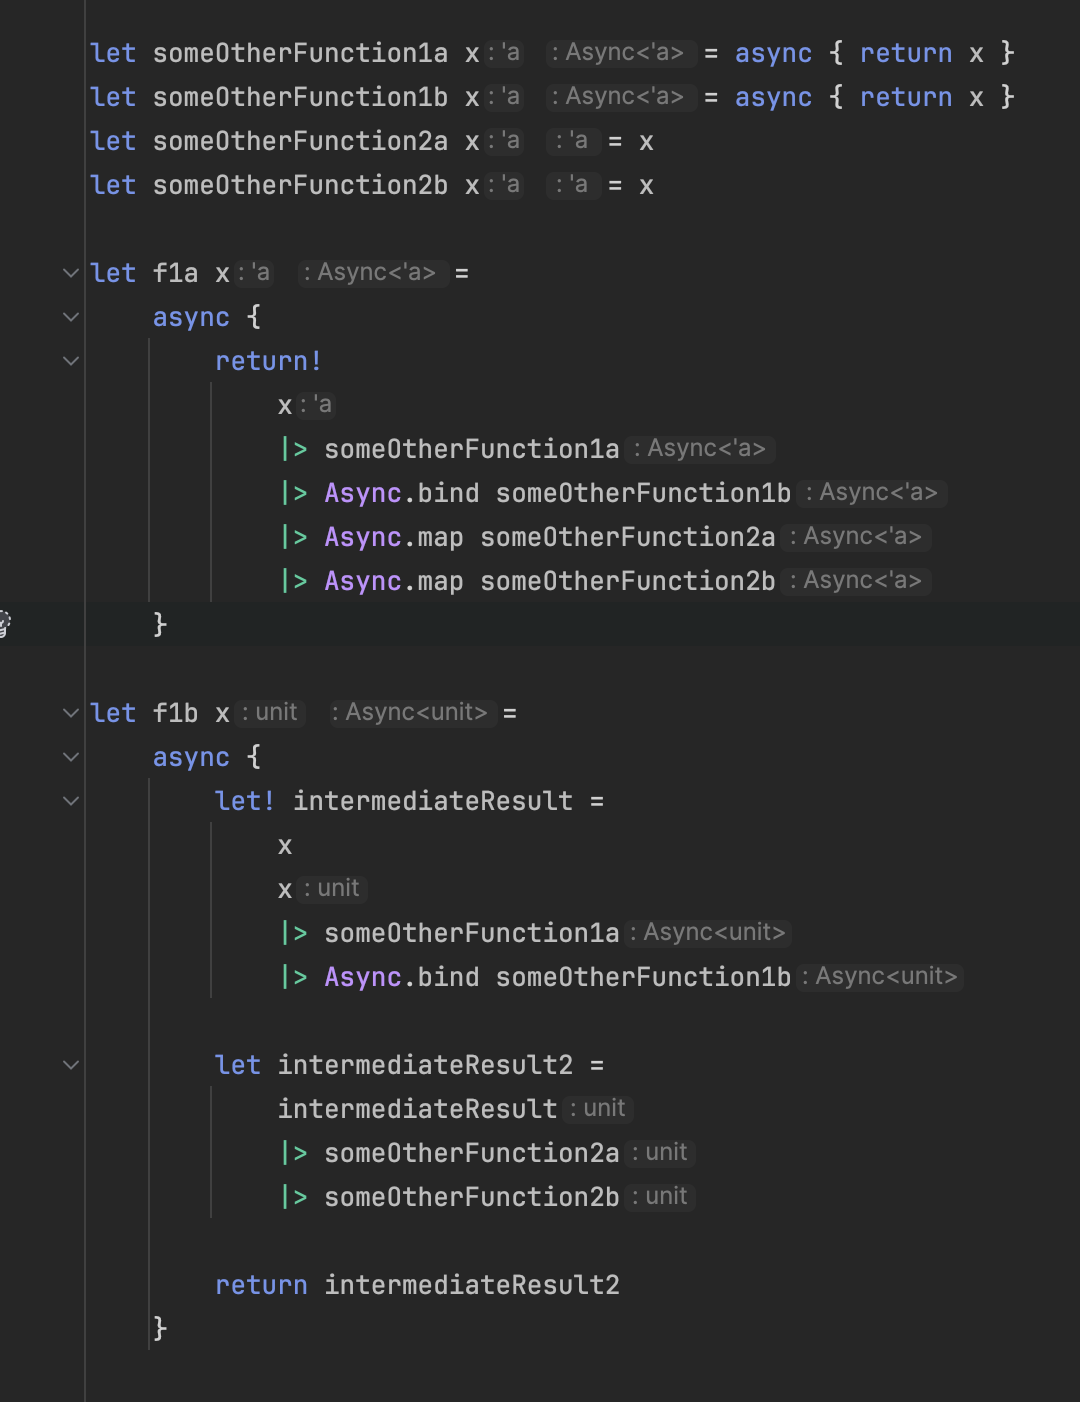 let someOtherFunction1a x : 'a : Async<'a> = async { return x }
let someOtherFunction1b x : 'a : Async<'a> = async { return x }
let someOtherFunction2a x : 'a : 'a = x
let someOtherFunction2b x : 'a : 'a = x
let f1a x : 'a : Async<'a> =
async {
return!
x : 'a
|> someOtherFunction1a : Async<'a>
|> Async.bind someOtherFunction1b : Async<'a>
|> Async.map someOtherFunction2a : Async<'a>
|> Async.map someOtherFunction2b : Async<'a>
}
let f1b x : unit : Async<unit> =
async {
let! intermediateResult =
x
x : unit
|> someOtherFunction1a : Async<unit>
|> Async.bind someOtherFunction1b : Async<unit>
let intermediateResult2 =
intermediateResult : unit
|> someOtherFunction2a : unit
|> someOtherFunction2b : unit
return intermediateResult2
}